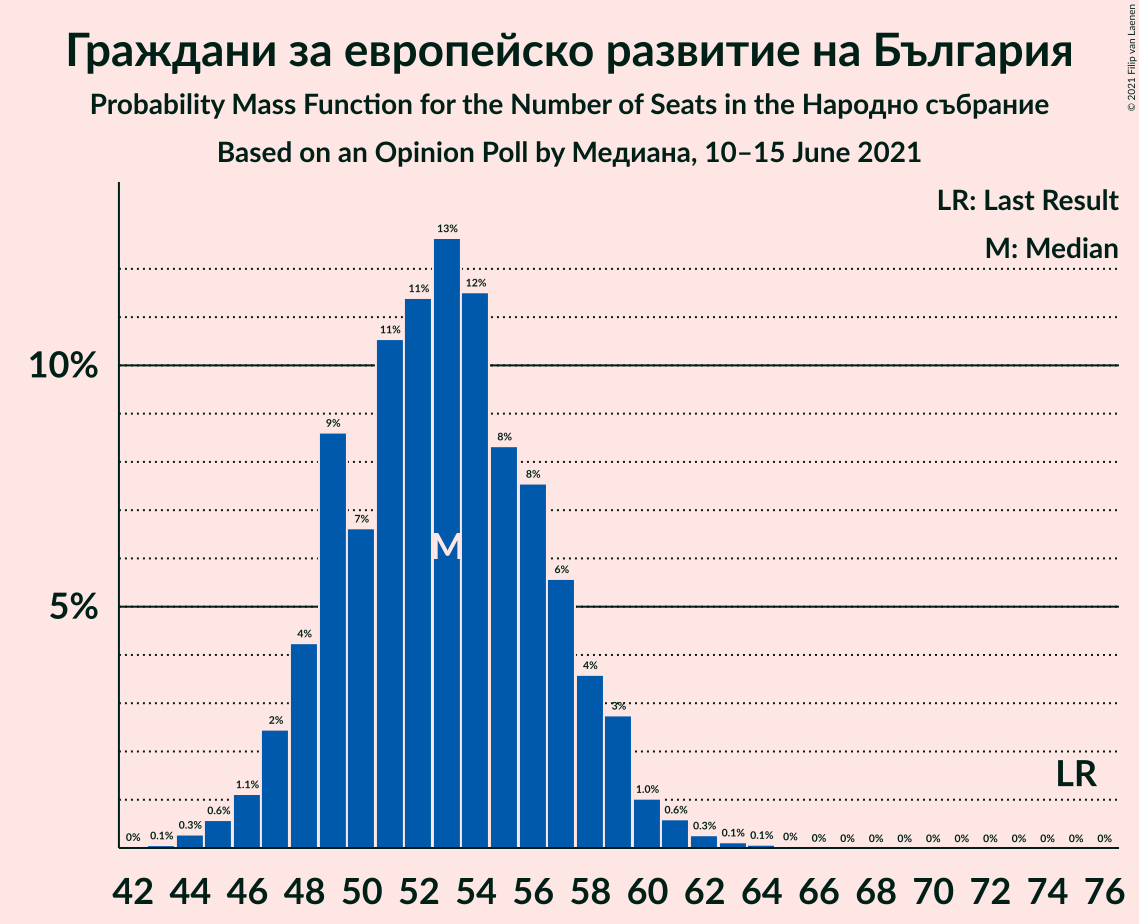 Граждани за европейско развитие на България
Probability Mass Function for the Number of Seats in the Народно събрание
Based on an Opinion Poll by Медиана, 10–15 June 2021
© 2021 Filip van Laenen
LR: Last Result
M: Median
10%
5%
0% 0.1% 0.3% 0.6% 1.1% 2% 4% 9% 7% 11% 11% 13% 12% 8% 8% 6% 4% 3% 1.0% 0.6% 0.3% 0.1% 0.1% 0% 0% 0% 0% 0% 0% 0% 0% 0% 0% 0% 0%
M
LR
42 44 46 48 50 52 54 56 58 60 62 64 66 68 70 72 74 76